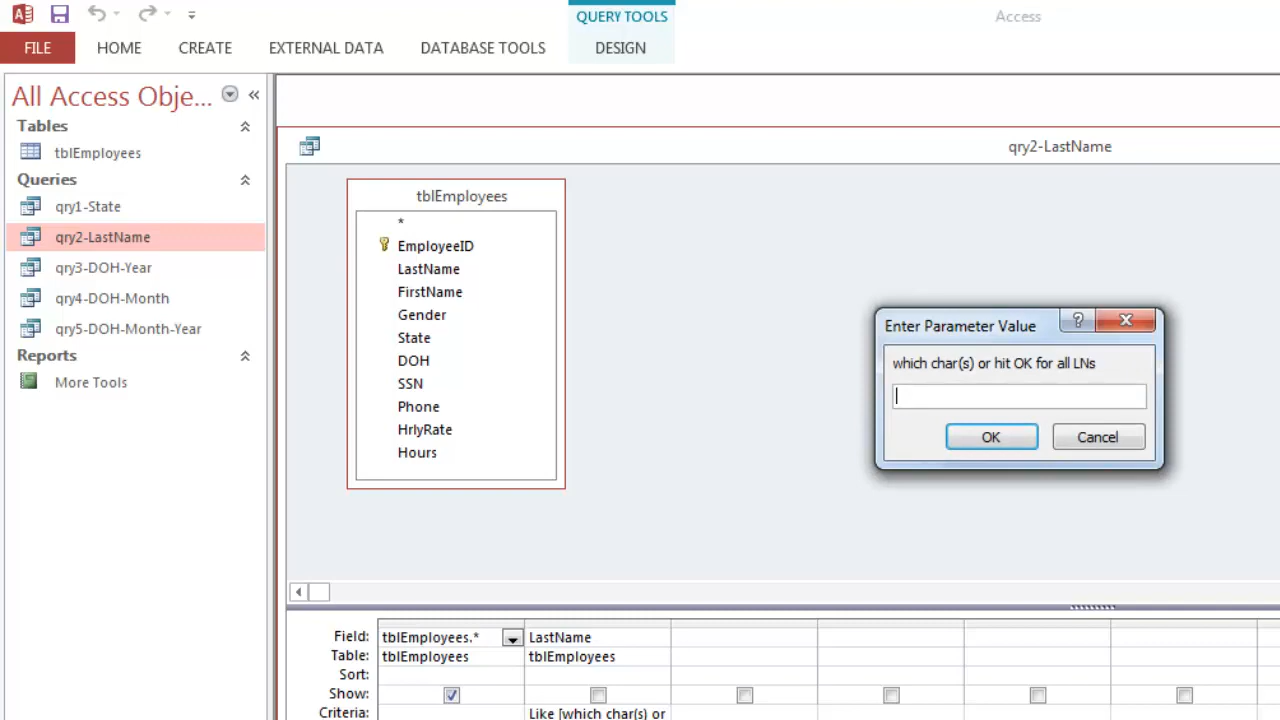 QUERY TOOLS
Access
FILE HOME CREATE EXTERNAL DATA DATABASE TOOLS DESIGN
All Access Obje...
Tables
tblEmployees
Queries
qry1-State
qry2-LastName
qry3-DOH-Year
qry4-DOH-Month
qry5-DOH-Month-Year
Reports
More Tools
qry2-LastName
tblEmployees
*
EmployeeID
LastName
FirstName
Gender
State
DOH
SSN
Phone
HrlyRate
Hours
Enter Parameter Value
which char(s) or hit OK for all LNs
OK Cancel
Field: tblEmployees.* LastName
Table: tblEmployees tblEmployees
Sort:
Show:
Criteria: Like [which char(s) or